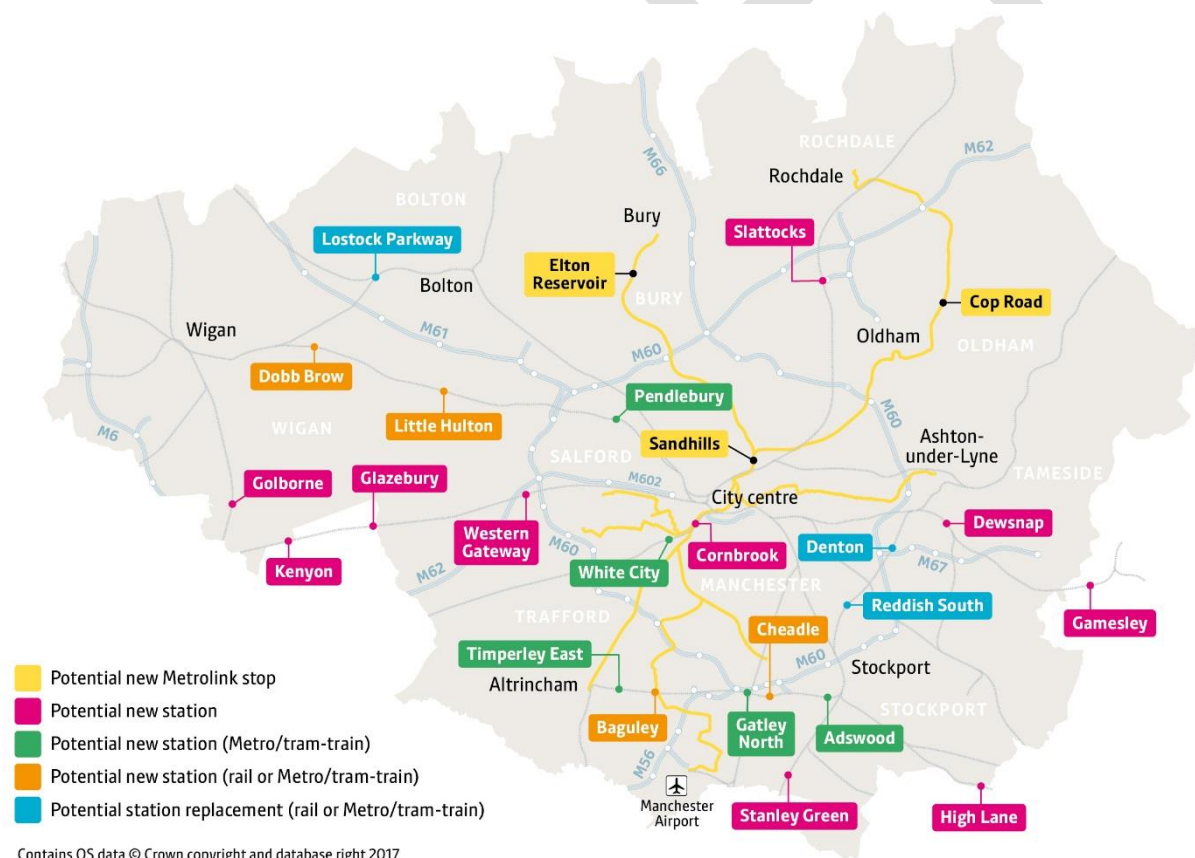 ROCHDALE
M62
M66
Rochdale
BOLTON
Bury
Slattocks
Lostock Parkway
Elton
Reservoir
Bolton
BURY
Cop Road
Wigan
M61
Oldham
OLDHAM
M60
Dobb Brow
Pendlebury
Little Hulton
M60
WIGAN
M6
Sandhills
Ashton-
under-Lyne
SALFORD
TAMESIDE
Golborne
Glazebury
M602
City centre
Western
Gateway
Dewsnap
Cornbrook
Denton
M60
Kenyon
M62
White City
M67
MANCHESTER
Reddish South
TRAFFORD
Gamesley
Cheadle
Timperley East
M60
Stockport
Altrincham
STOCKPORT
Baguley
Gatley
North
Adswood
M56
Manchester
Airport
Stanley Green
High Lane
Potential new Metrolink stop
Potential new station
Potential new station (Metro/tram-train)
Potential new station (rail or Metro/tram-train)
Potential station replacement (rail or Metro/tram-train)
Contains OS data © Crown copyright and database right 2017